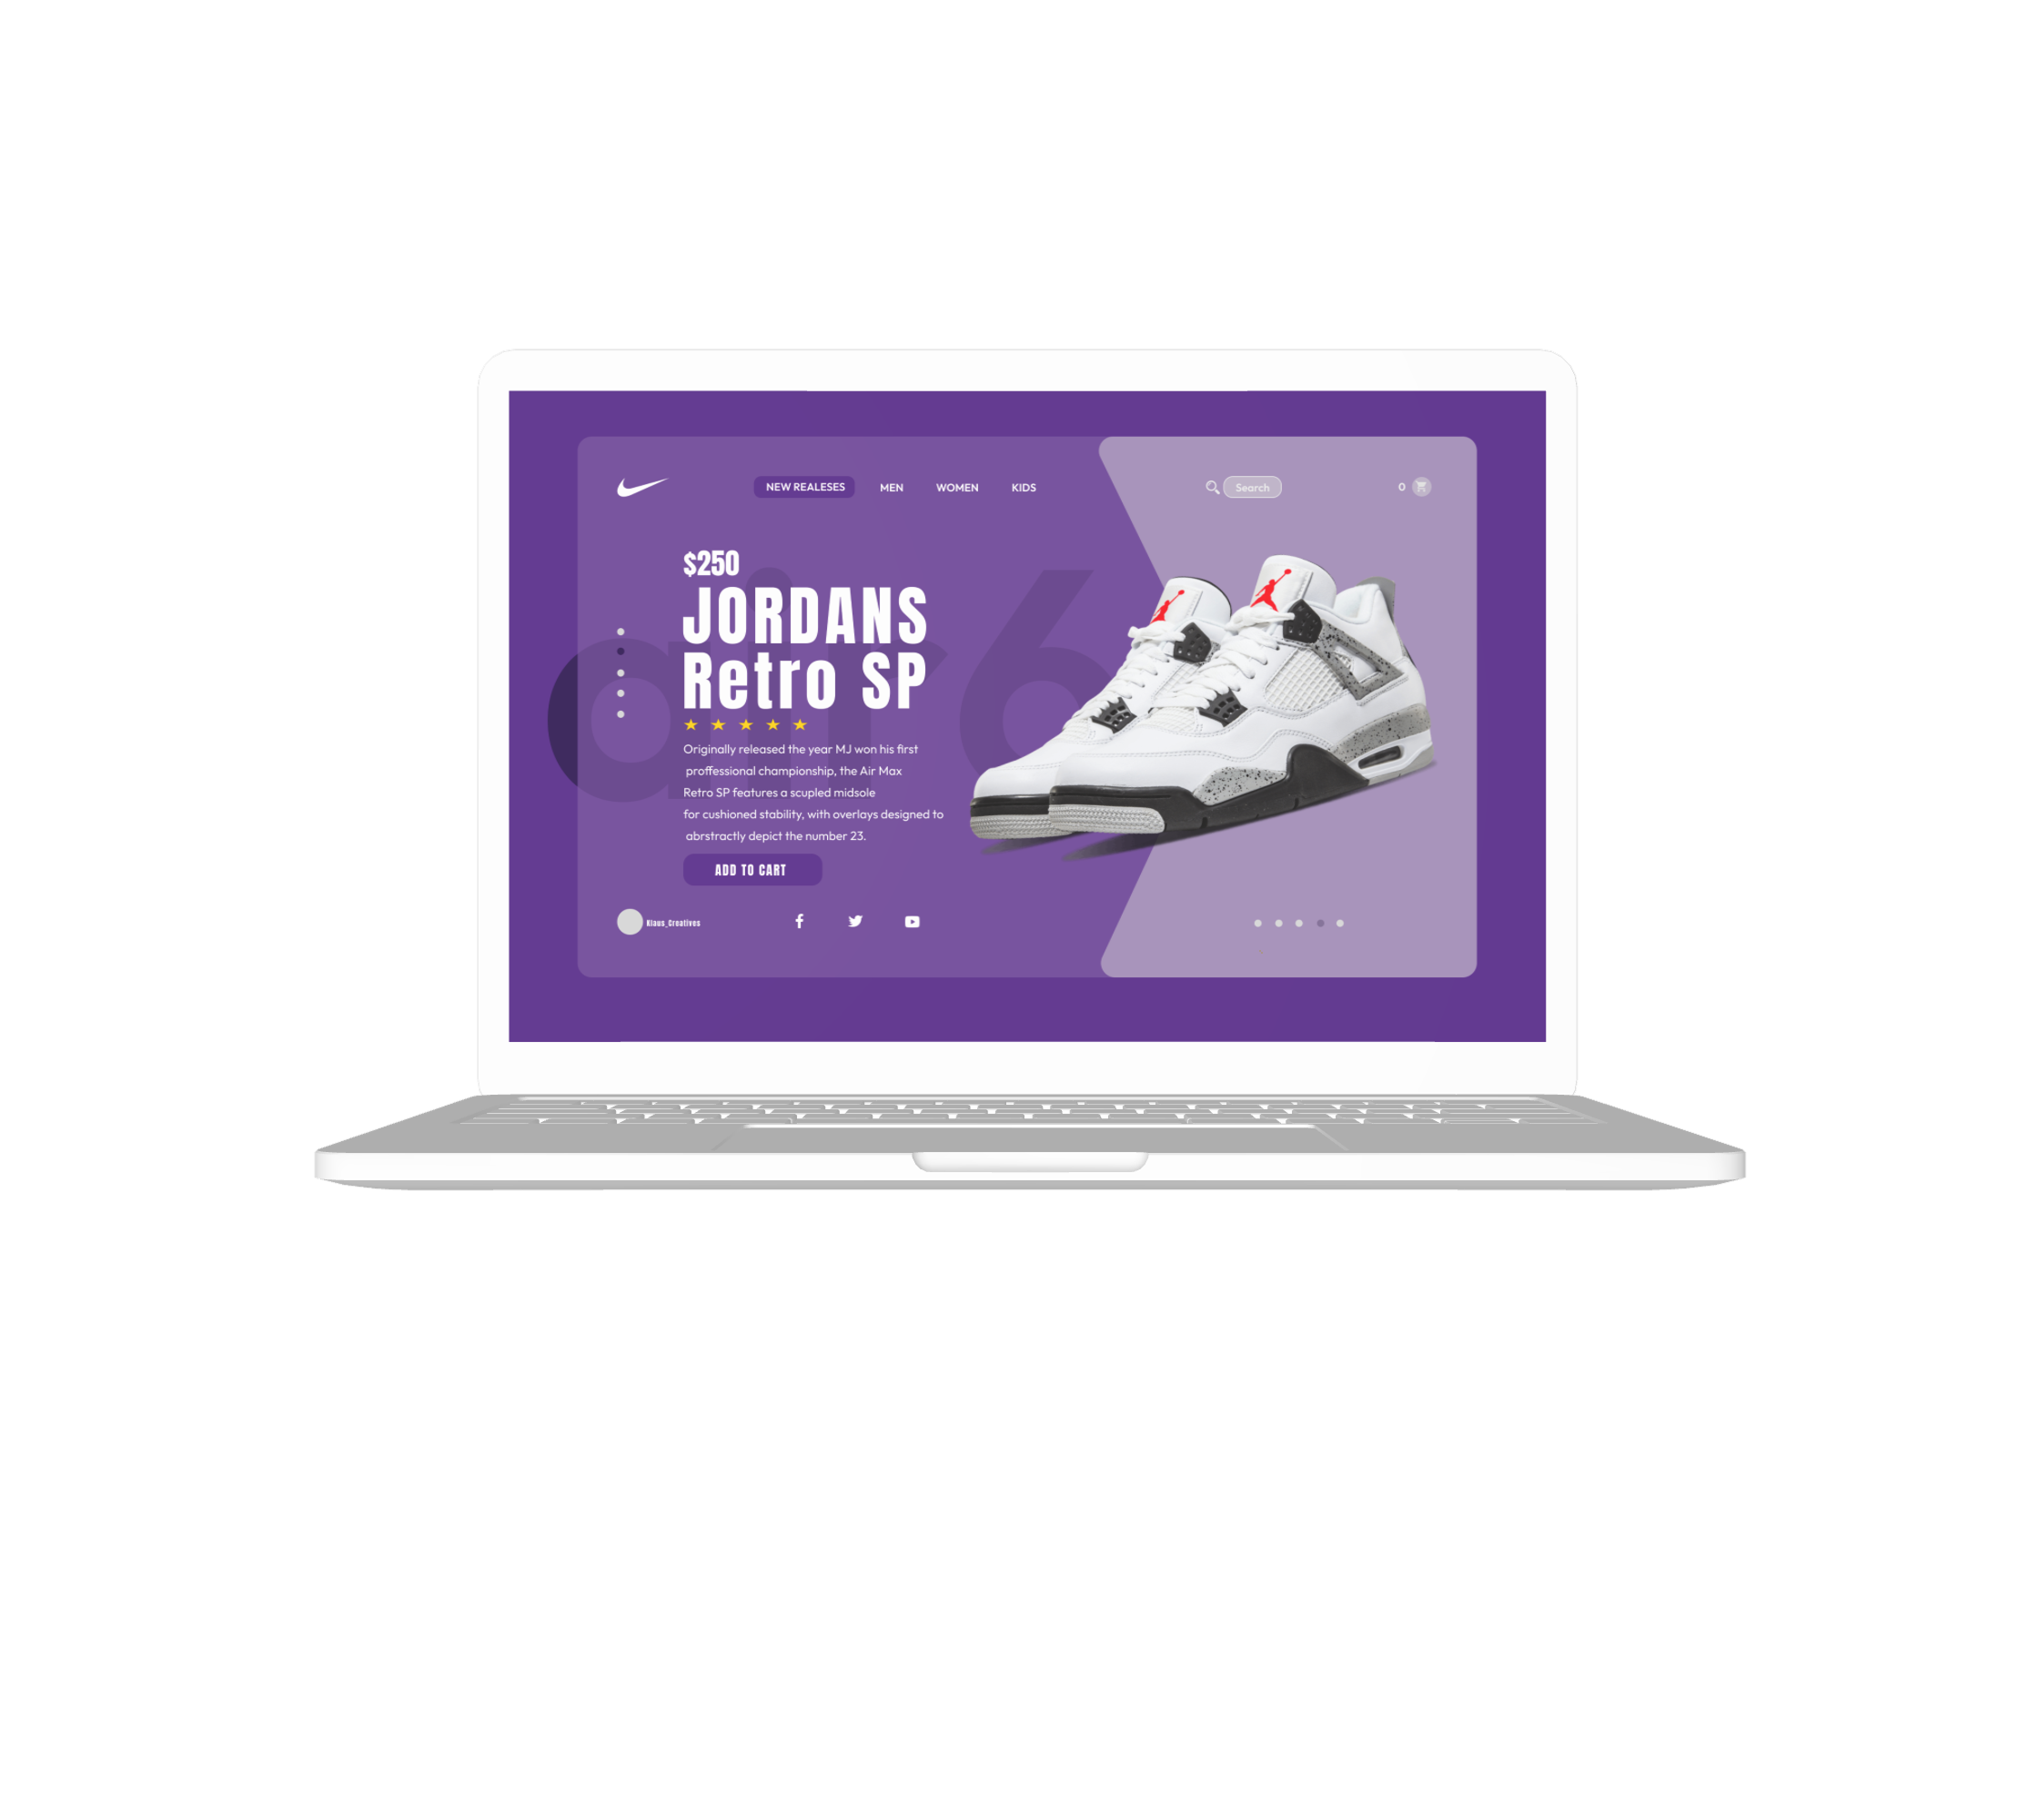 NEW REALESES MEN WOMEN KIDS Search 0
$250
JORDANS
Retro SP
air6
Originally released the year MJ won his first
proffessional championship, the Air Max
Retro SP features a scupled midsole
for cushioned stability, with overlays designed to
abrstractly depict the number 23.
ADD TO CART
Klaus_Creatives